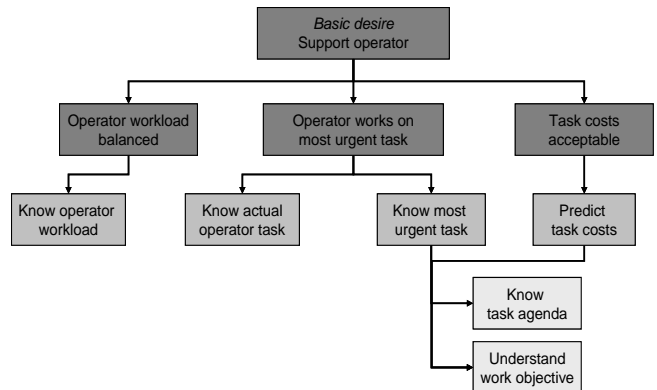 Basic desire
Support operator
Operator workload
balanced
Operator works on
most urgent task
Task costs
acceptable
Know operator
workload
Know actual
operator task
Know most
urgent task
Predict
task costs
Know
task agenda
Understand
work objective